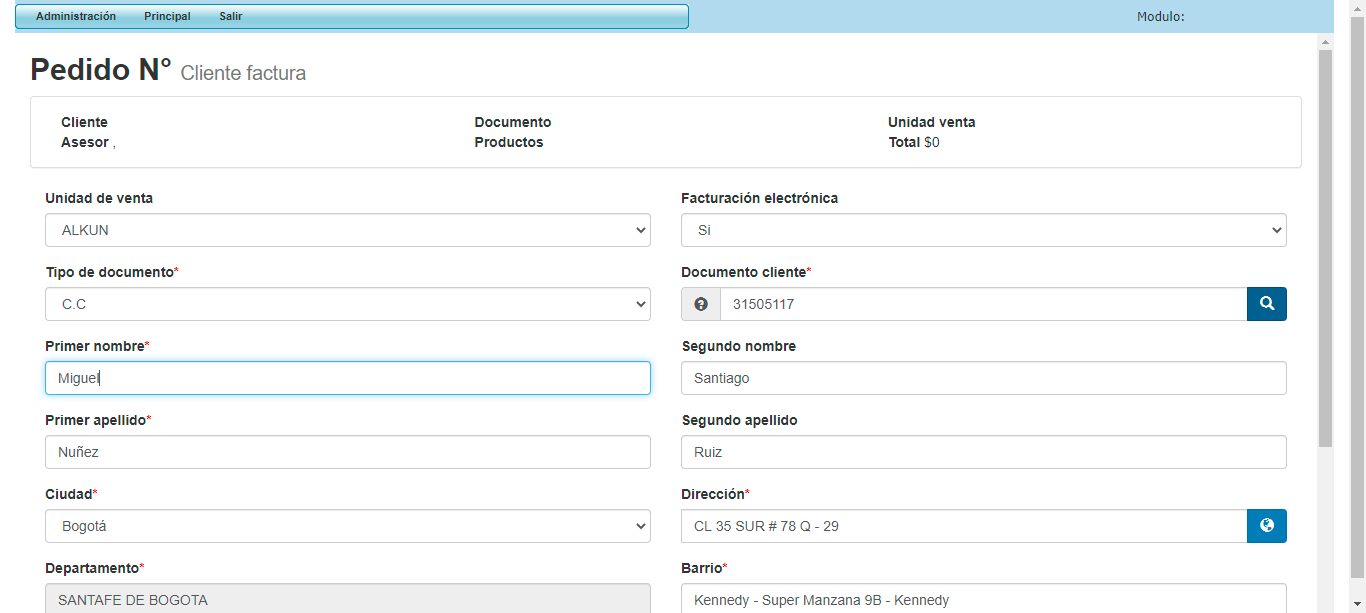 Administración Principal Salir Modulo:
Pedido N° Cliente factura
Cliente Documento Unidad venta
Asesor , Productos Total $0
Unidad de venta Facturación electrónica
ALKUN Si
Tipo de documento* Documento cliente*
C.C 31505117
Primer nombre* Segundo nombre
Miguel Santiago
Primer apellido* Segundo apellido
Nuñez Ruiz
Ciudad* Dirección*
Bogotá CL 35 SUR # 78 Q - 29
Departamento* Barrio*
SANTAFE DE BOGOTA Kennedy - Super Manzana 9B - Kennedy